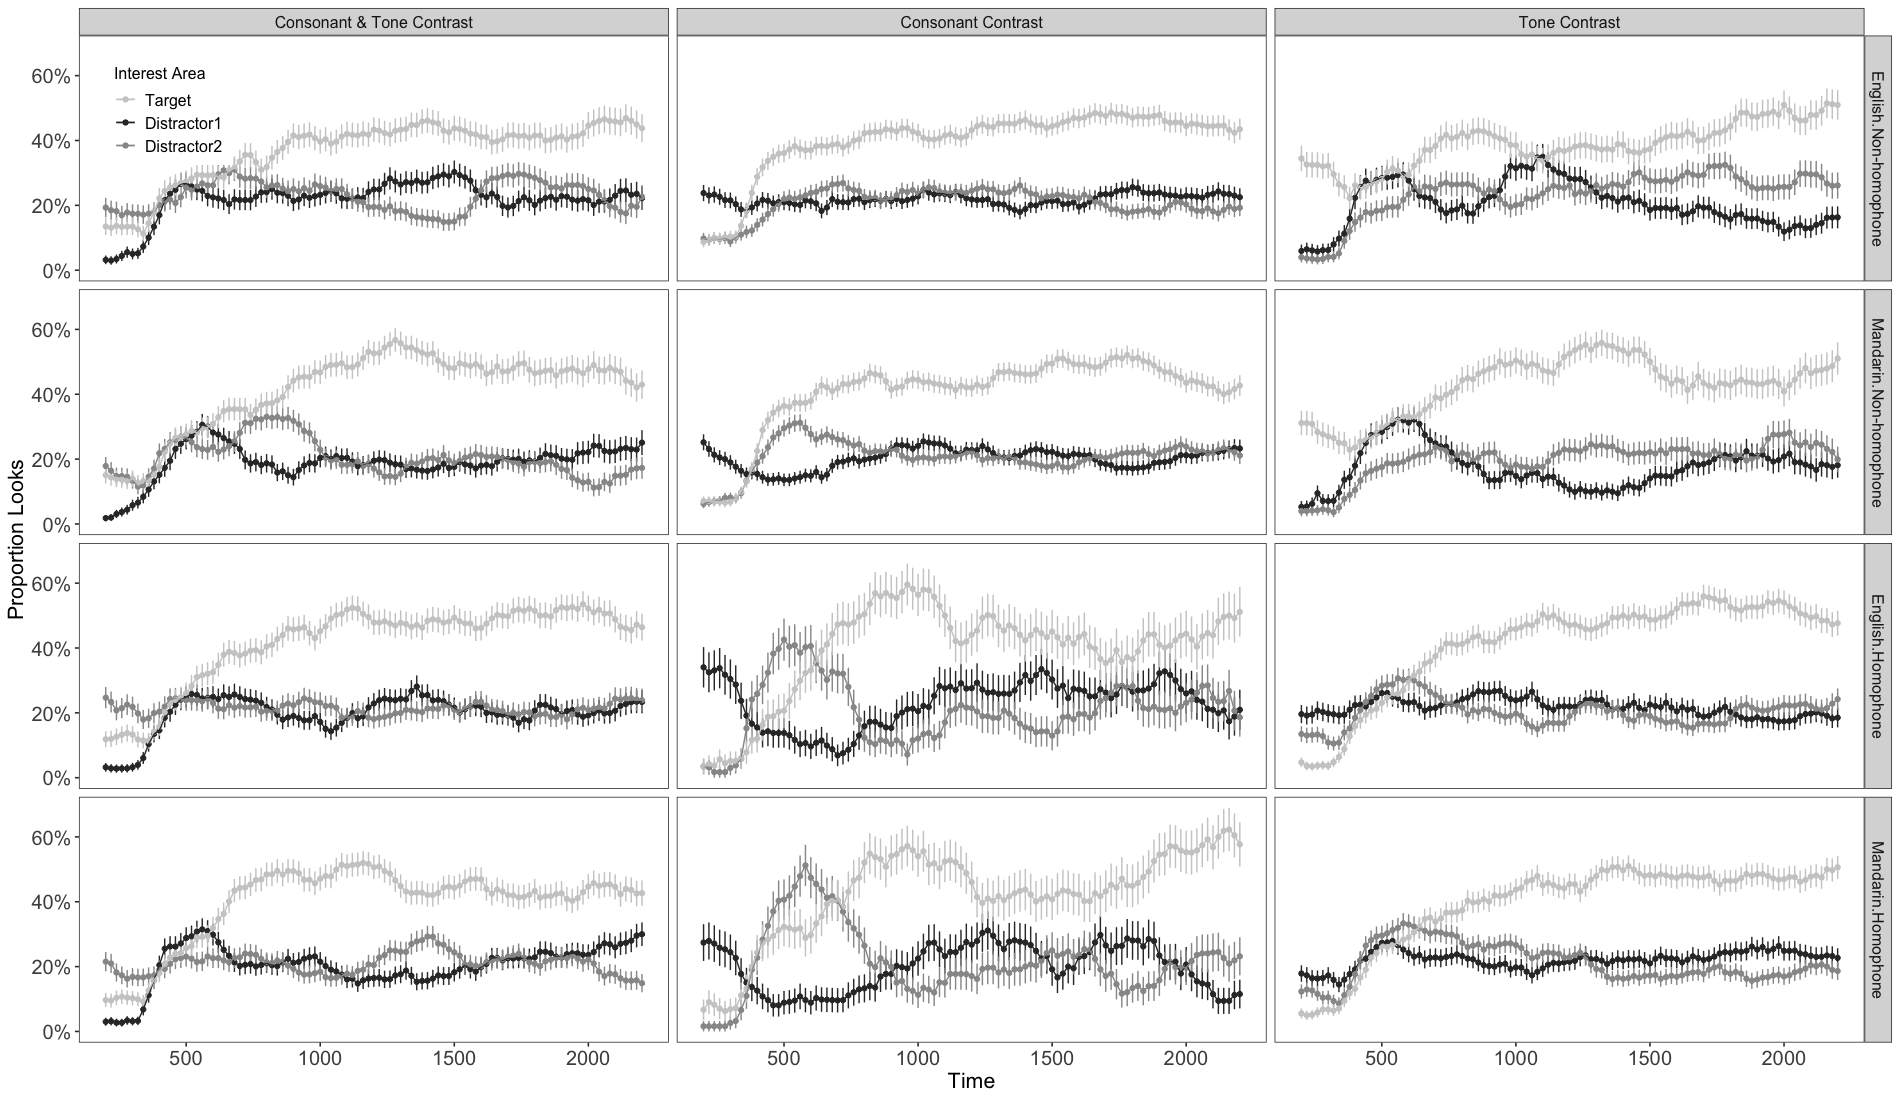 Consonant & Tone Contrast
Consonant Contrast
Tone Contrast
Interest Area
Target
Distractor1
Distractor2
60%
40%
20%
0%
English.Non-homophone
60%
40%
20%
0%
Mandarin.Non-homophone
Proportion Looks
60%
40%
20%
0%
English.Homophone
60%
40%
20%
0%
Mandarin.Homophone
500 1000 1500 2000
500 1000 1500 2000
500 1000 1500 2000
Time